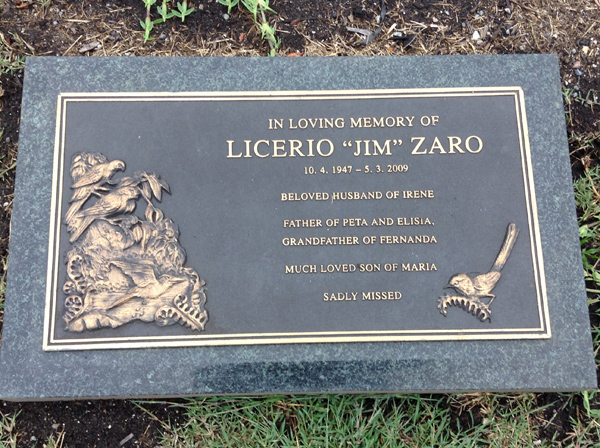 IN LOVING MEMORY OF
LICERIO "JIM" ZARO
10. 4. 1947 – 5. 3. 2009
BELOVED HUSBAND OF IRENE
FATHER OF PETA AND ELISIA,
GRANDFATHER OF FERNANDA
MUCH LOVED SON OF MARIA
SADLY MISSED